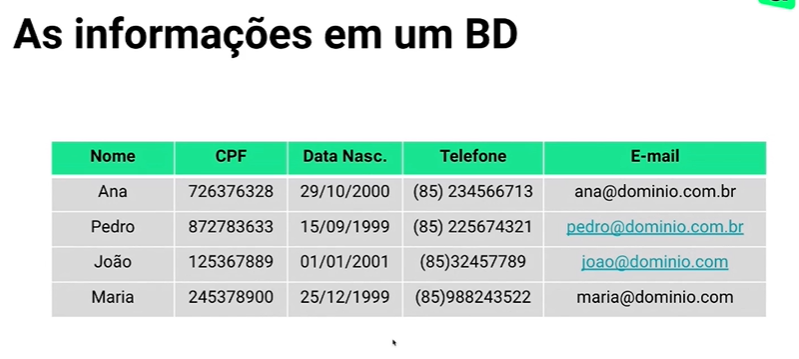 As informações em um BD
Nome CPF Data Nasc. Telefone E-mail
Ana 726376328 29/10/2000 (85) 234566713 ana@dominio.com.br
Pedro 872783633 15/09/1999 (85) 225674321 pedro@dominio.com.br
João 125367889 01/01/2001 (85)32457789 joao@dominio.com
Maria 245378900 25/12/1999 (85)988243522 maria@dominio.com